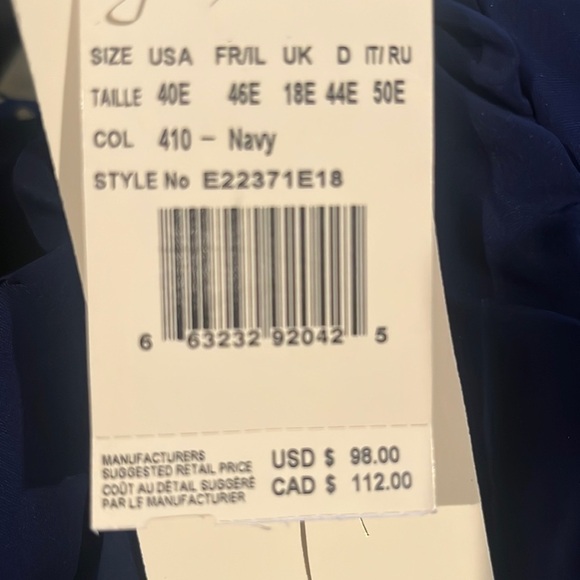 SIZE USA FR/IL UK D IT/RU
TAILLE 40E 46E 18E 44E 50E
COL 410 - Navy
STYLE No E22371E18
6 63232 92042 5
MANUFACTURERS
SUGGESTED RETAIL PRICE
COÛT AU DÉTAIL SUGGÉRÉ
PAR LE MANUFACTURIER
USD $ 98.00
CAD $ 112.00